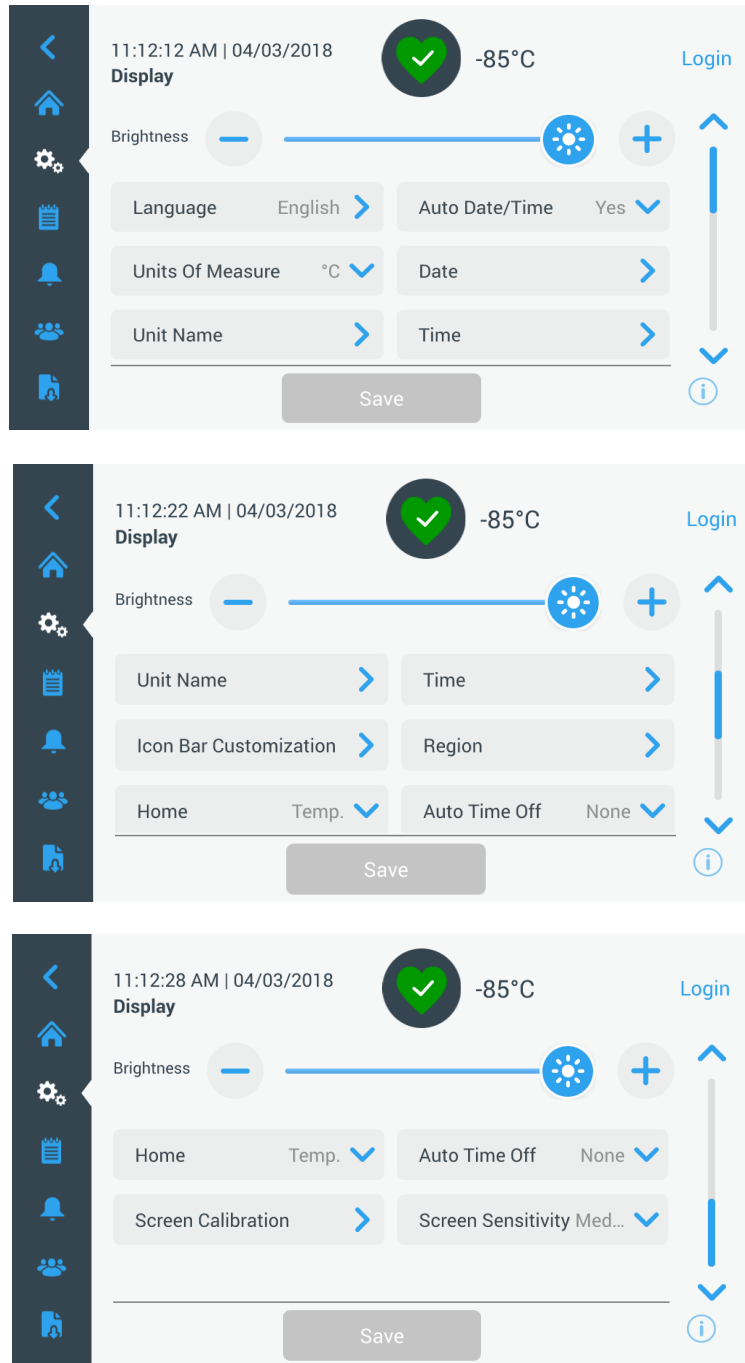 11:12:12 AM | 04/03/2018
Display
-85°C
Login
Brightness
Language English
Auto Date/Time Yes
Units Of Measure °C
Date
Unit Name
Time
Save
11:12:22 AM | 04/03/2018
Display
-85°C
Login
Brightness
Unit Name
Time
Icon Bar Customization
Region
Home Temp.
Auto Time Off None
Save
11:12:28 AM | 04/03/2018
Display
-85°C
Login
Brightness
Home Temp.
Auto Time Off None
Screen Calibration
Screen Sensitivity Med...
Save